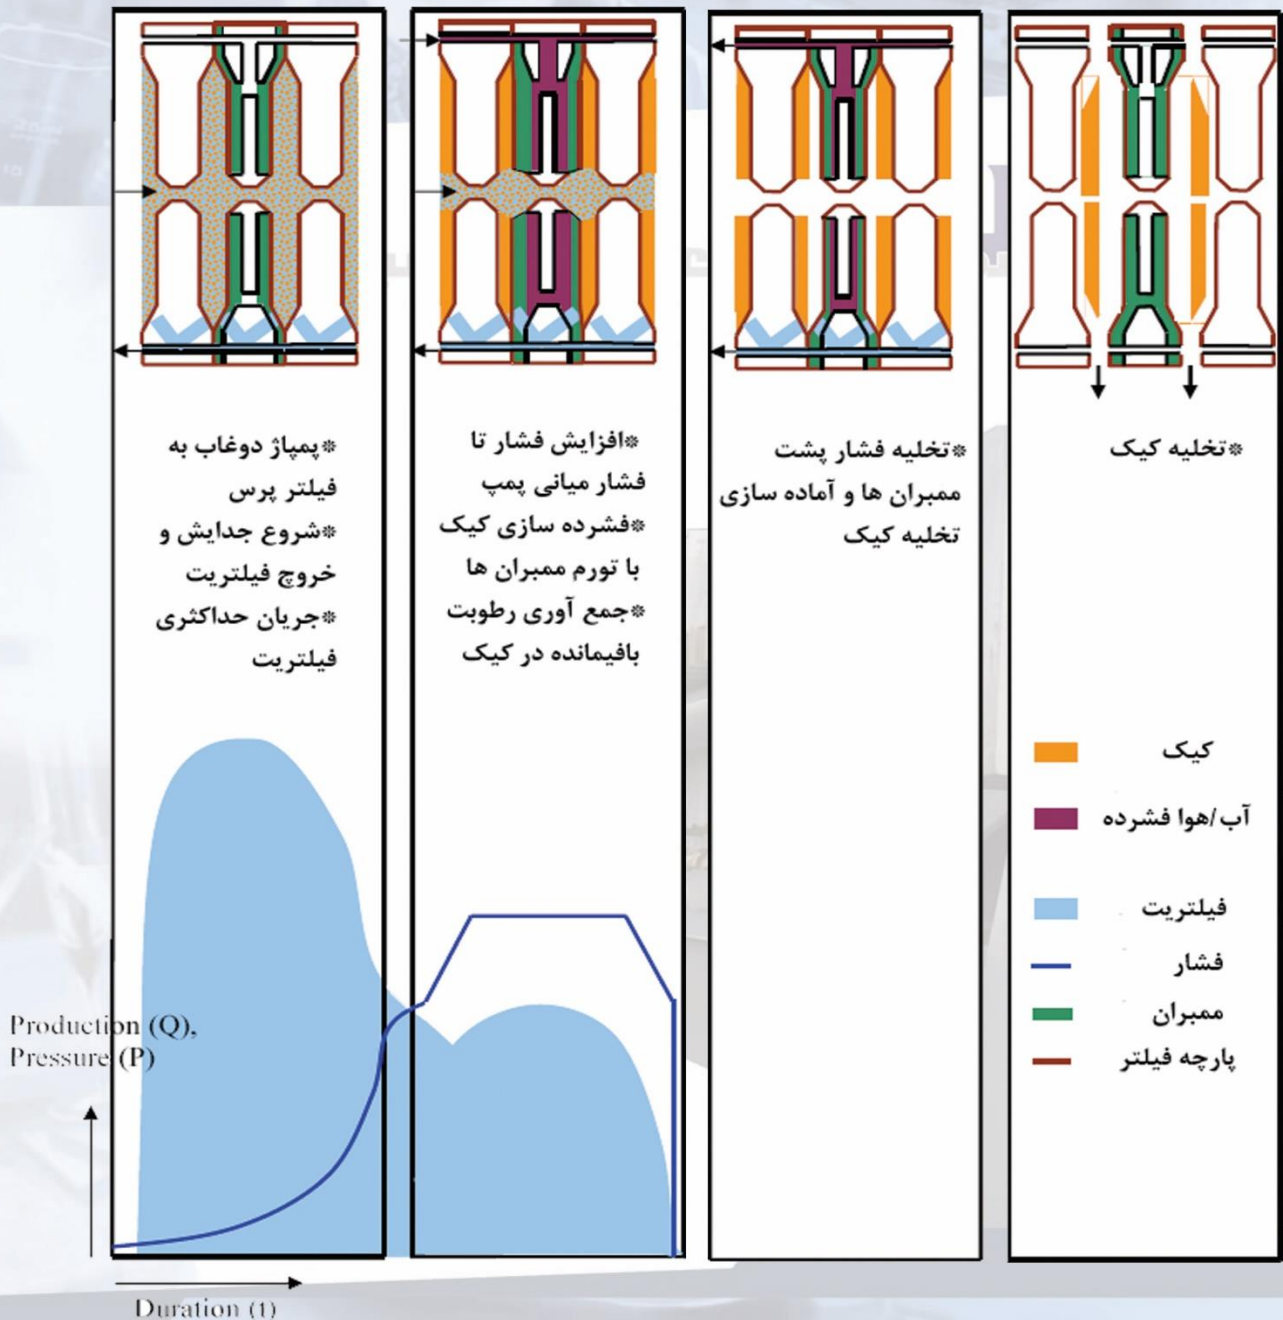 *پمپاژ دوغاب به
فیلتر پرس
*شروع جدایش و
خروج فیلتریت
*جریان حداکثری
فیلتریت
*افزایش فشار تا
فشار میانی پمپ
*فشرده سازی کیک
با تورم ممبران ها
*جمع آوری رطوبت
بافیمانده در کیک
*تخلیه فشار پشت
ممبران ها و آماده سازی
تخلیه کیک
*تخلیه کیک
کیک
آب/هوا فشرده
فیلتریت
فشار
ممبران
پارچه فیلتر
Production (Q),
Pressure (P)
Duration (t)